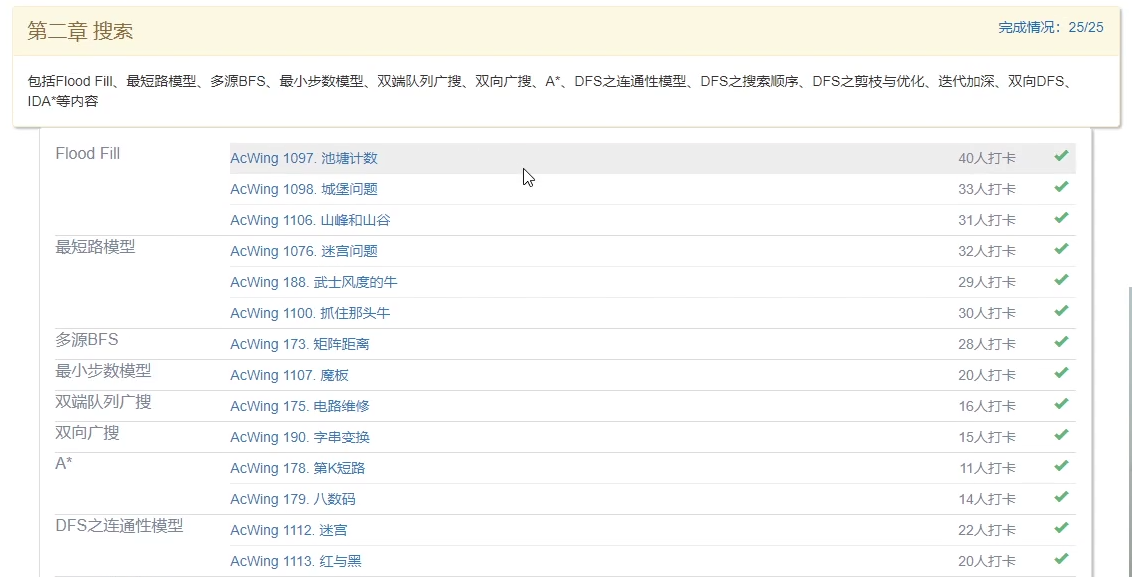 第二章 搜索
完成情况：25/25
包括Flood Fill、最短路模型、多源BFS、最小步数模型、双端队列广搜、双向广搜、A*、DFS之连通性模型、DFS之搜索顺序、DFS之剪枝与优化、迭代加深、双向DFS、
IDA*等内容
Flood Fill AcWing 1097. 池塘计数 40人打卡
AcWing 1098. 城堡问题 33人打卡
AcWing 1106. 山峰和山谷 31人打卡
最短路模型 AcWing 1076. 迷宫问题 32人打卡
AcWing 188. 武士风度的牛 29人打卡
AcWing 1100. 抓住那头牛 30人打卡
多源BFS AcWing 173. 矩阵距离 28人打卡
最小步数模型 AcWing 1107. 魔板 20人打卡
双端队列广搜 AcWing 175. 电路维修 16人打卡
双向广搜 AcWing 190. 字串变换 15人打卡
A* AcWing 178. 第K短路 11人打卡
AcWing 179. 八数码 14人打卡
DFS之连通性模型 AcWing 1112. 迷宫 22人打卡
AcWing 1113. 红与黑 20人打卡